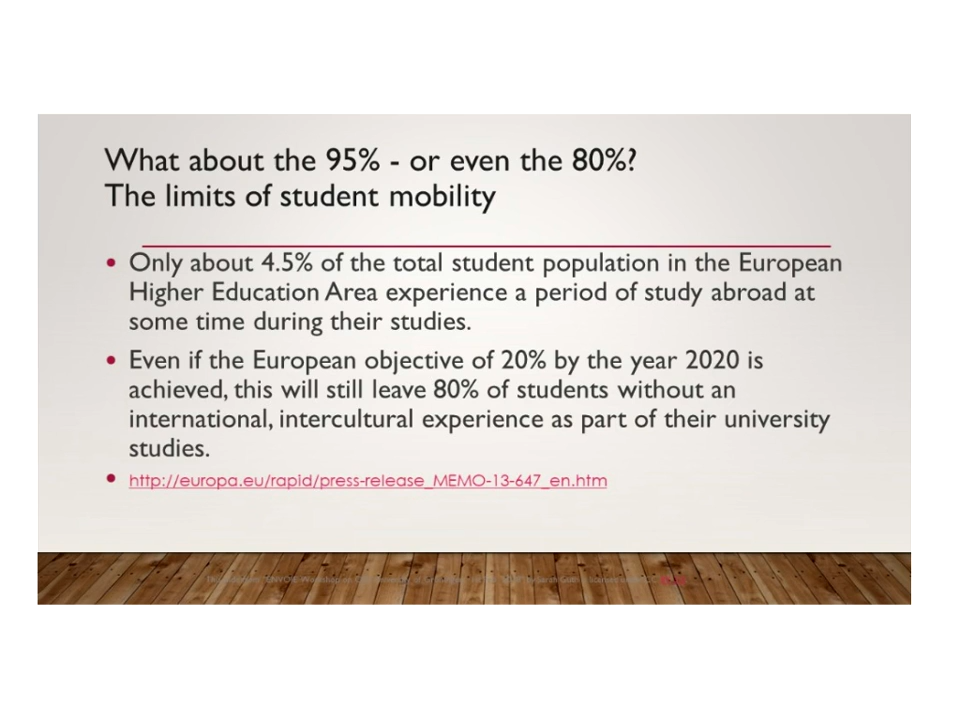 What about the 95% - or even the 80%?
The limits of student mobility
• Only about 4.5% of the total student population in the European
Higher Education Area experience a period of study abroad at
some time during their studies.
• Even if the European objective of 20% by the year 2020 is
achieved, this will still leave 80% of students without an
international, intercultural experience as part of their university
studies.
• http://europa.eu/rapid/press-release_MEMO-13-647_en.htm